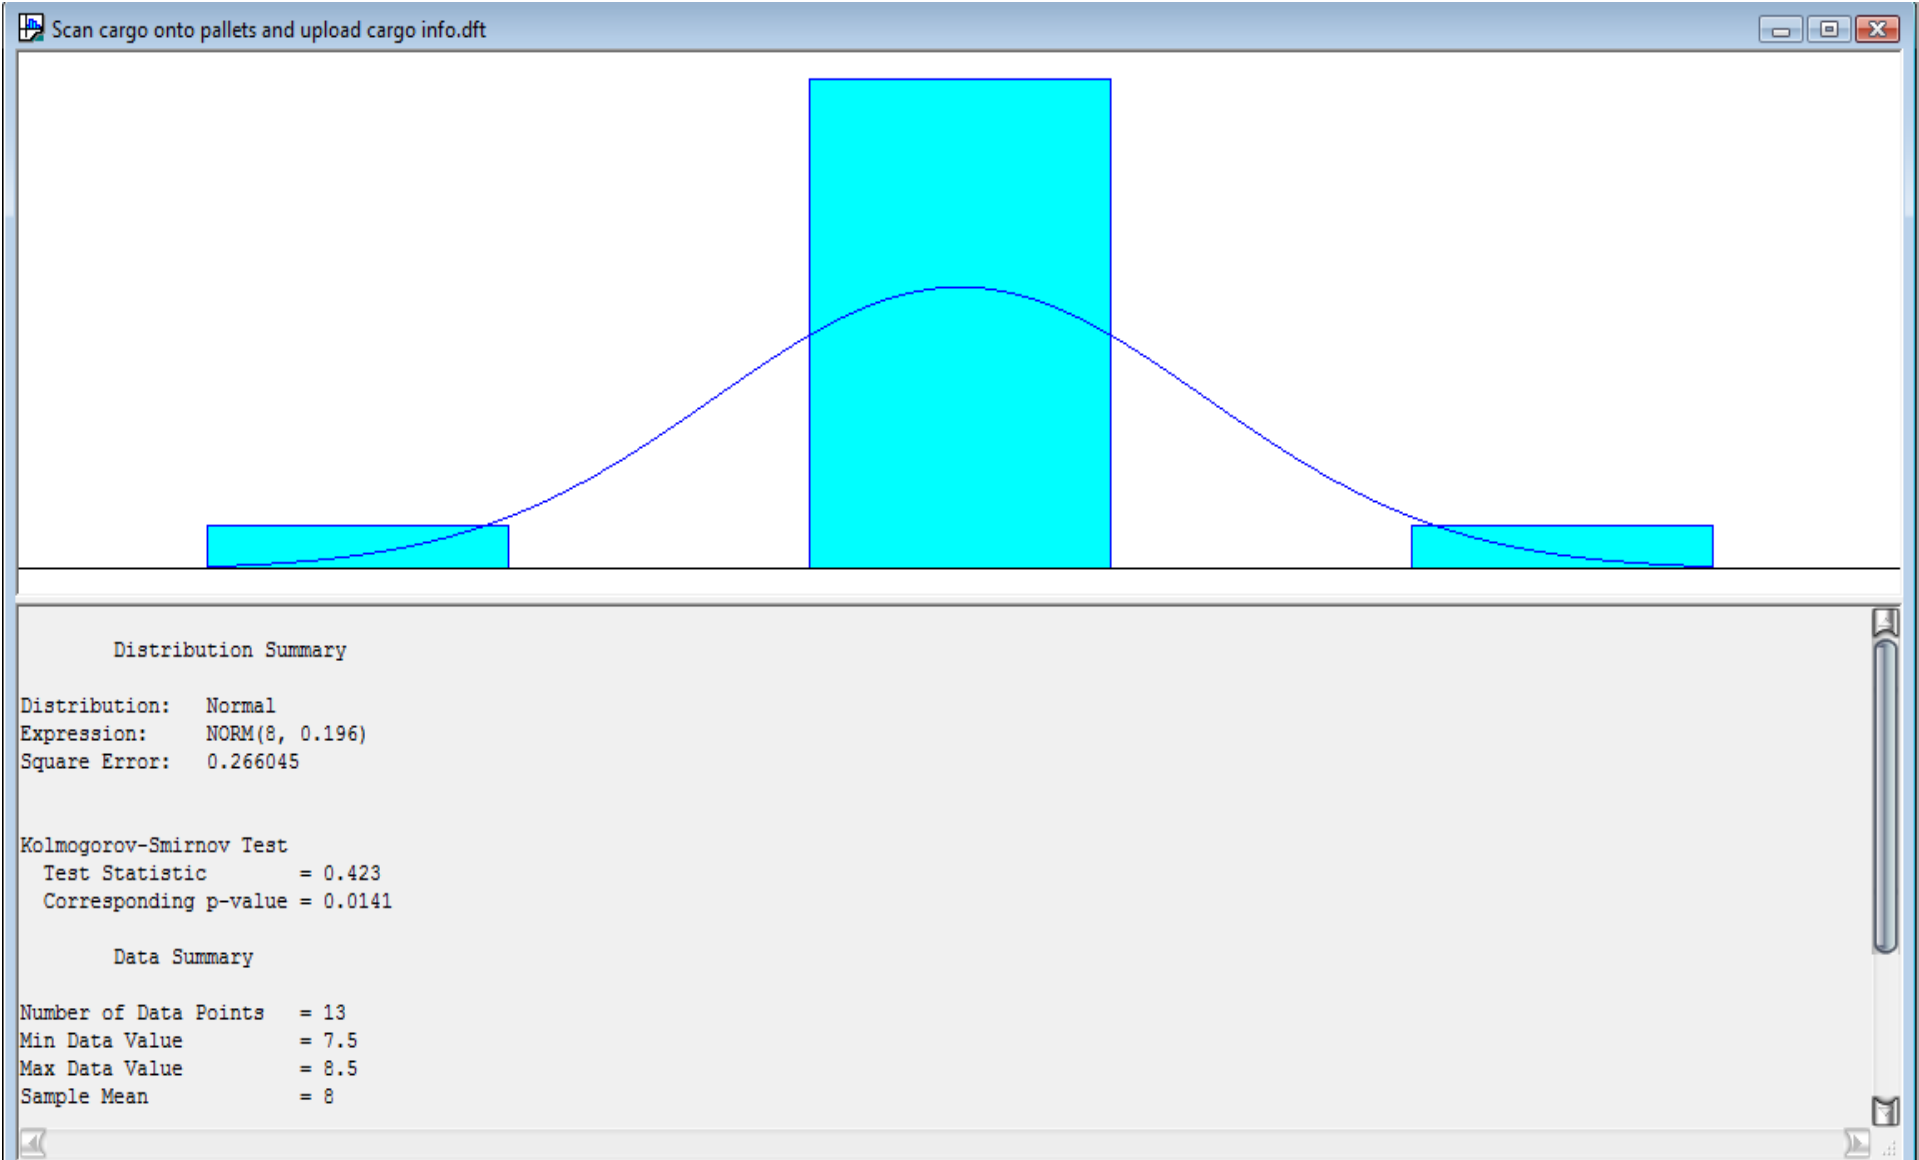 Scan cargo onto pallets and upload cargo info.dft
Distribution Summary
Distribution: Normal
Expression: NORM(8, 0.196)
Square Error: 0.266045
Kolmogorov-Smirnov Test
Test Statistic = 0.423
Corresponding p-value = 0.0141
Data Summary
Number of Data Points = 13
Min Data Value = 7.5
Max Data Value = 8.5
Sample Mean = 8